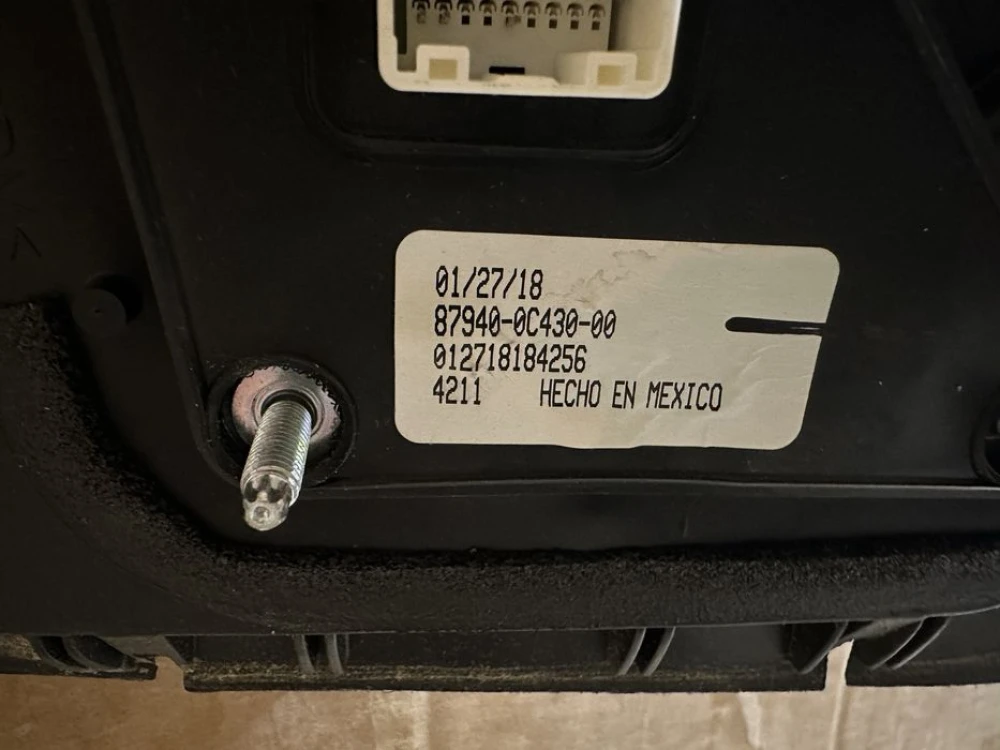 01/27/18
87940-0C430-00
012718184256
4211 HECHO EN MEXICO